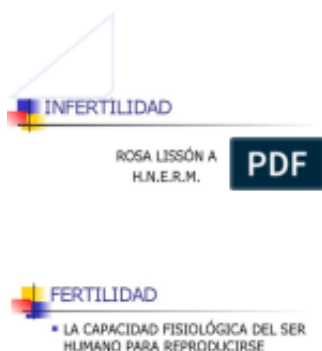 INFERTILIDAD
ROSA LISSÓN A
H.N.E.R.M.
PDF
FERTILIDAD
▪ LA CAPACIDAD FISIOLÓGICA DEL SER
HUMANO PARA REPRODUCIRSE